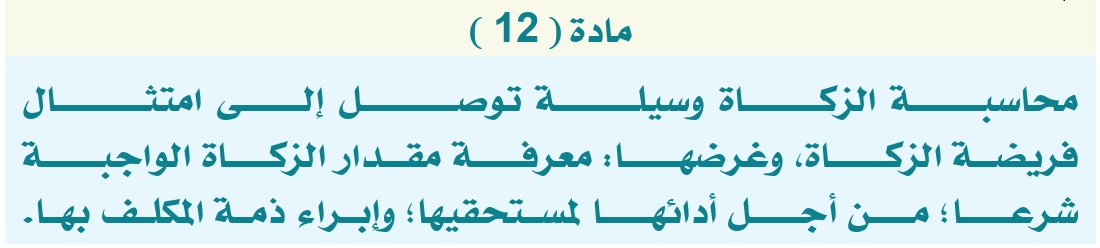 مادة ( 12 )
محاسبة الزكاة وسيلة توصل إلى امتثال
فريضة الزكاة، وغرضها: معرفة مقدار الزكاة الواجبة
شرعا؛ من أجل أدائها لمستحقيها؛ وإبراء ذمة المكلف بها.